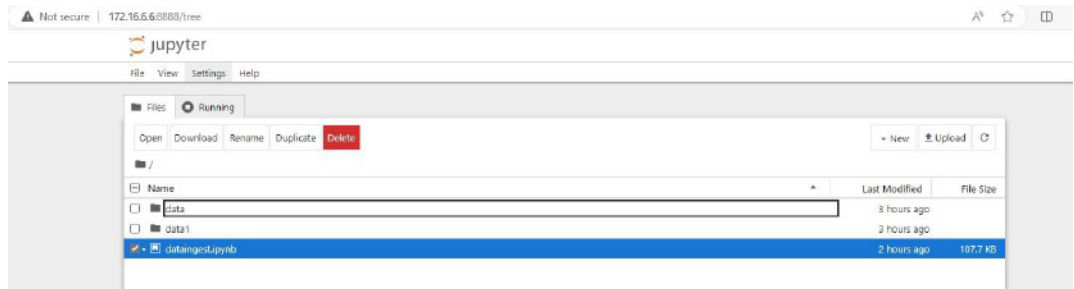 Not secure 172.16.6.6:8888/tree
jupyter
File View Settings Help
Files Running
Open Download Rename Duplicate Delete New Upload
/
Name Last Modified File Size
data 3 hours ago
data1 3 hours ago
dataingest.ipynb 2 hours ago 107.7 KB